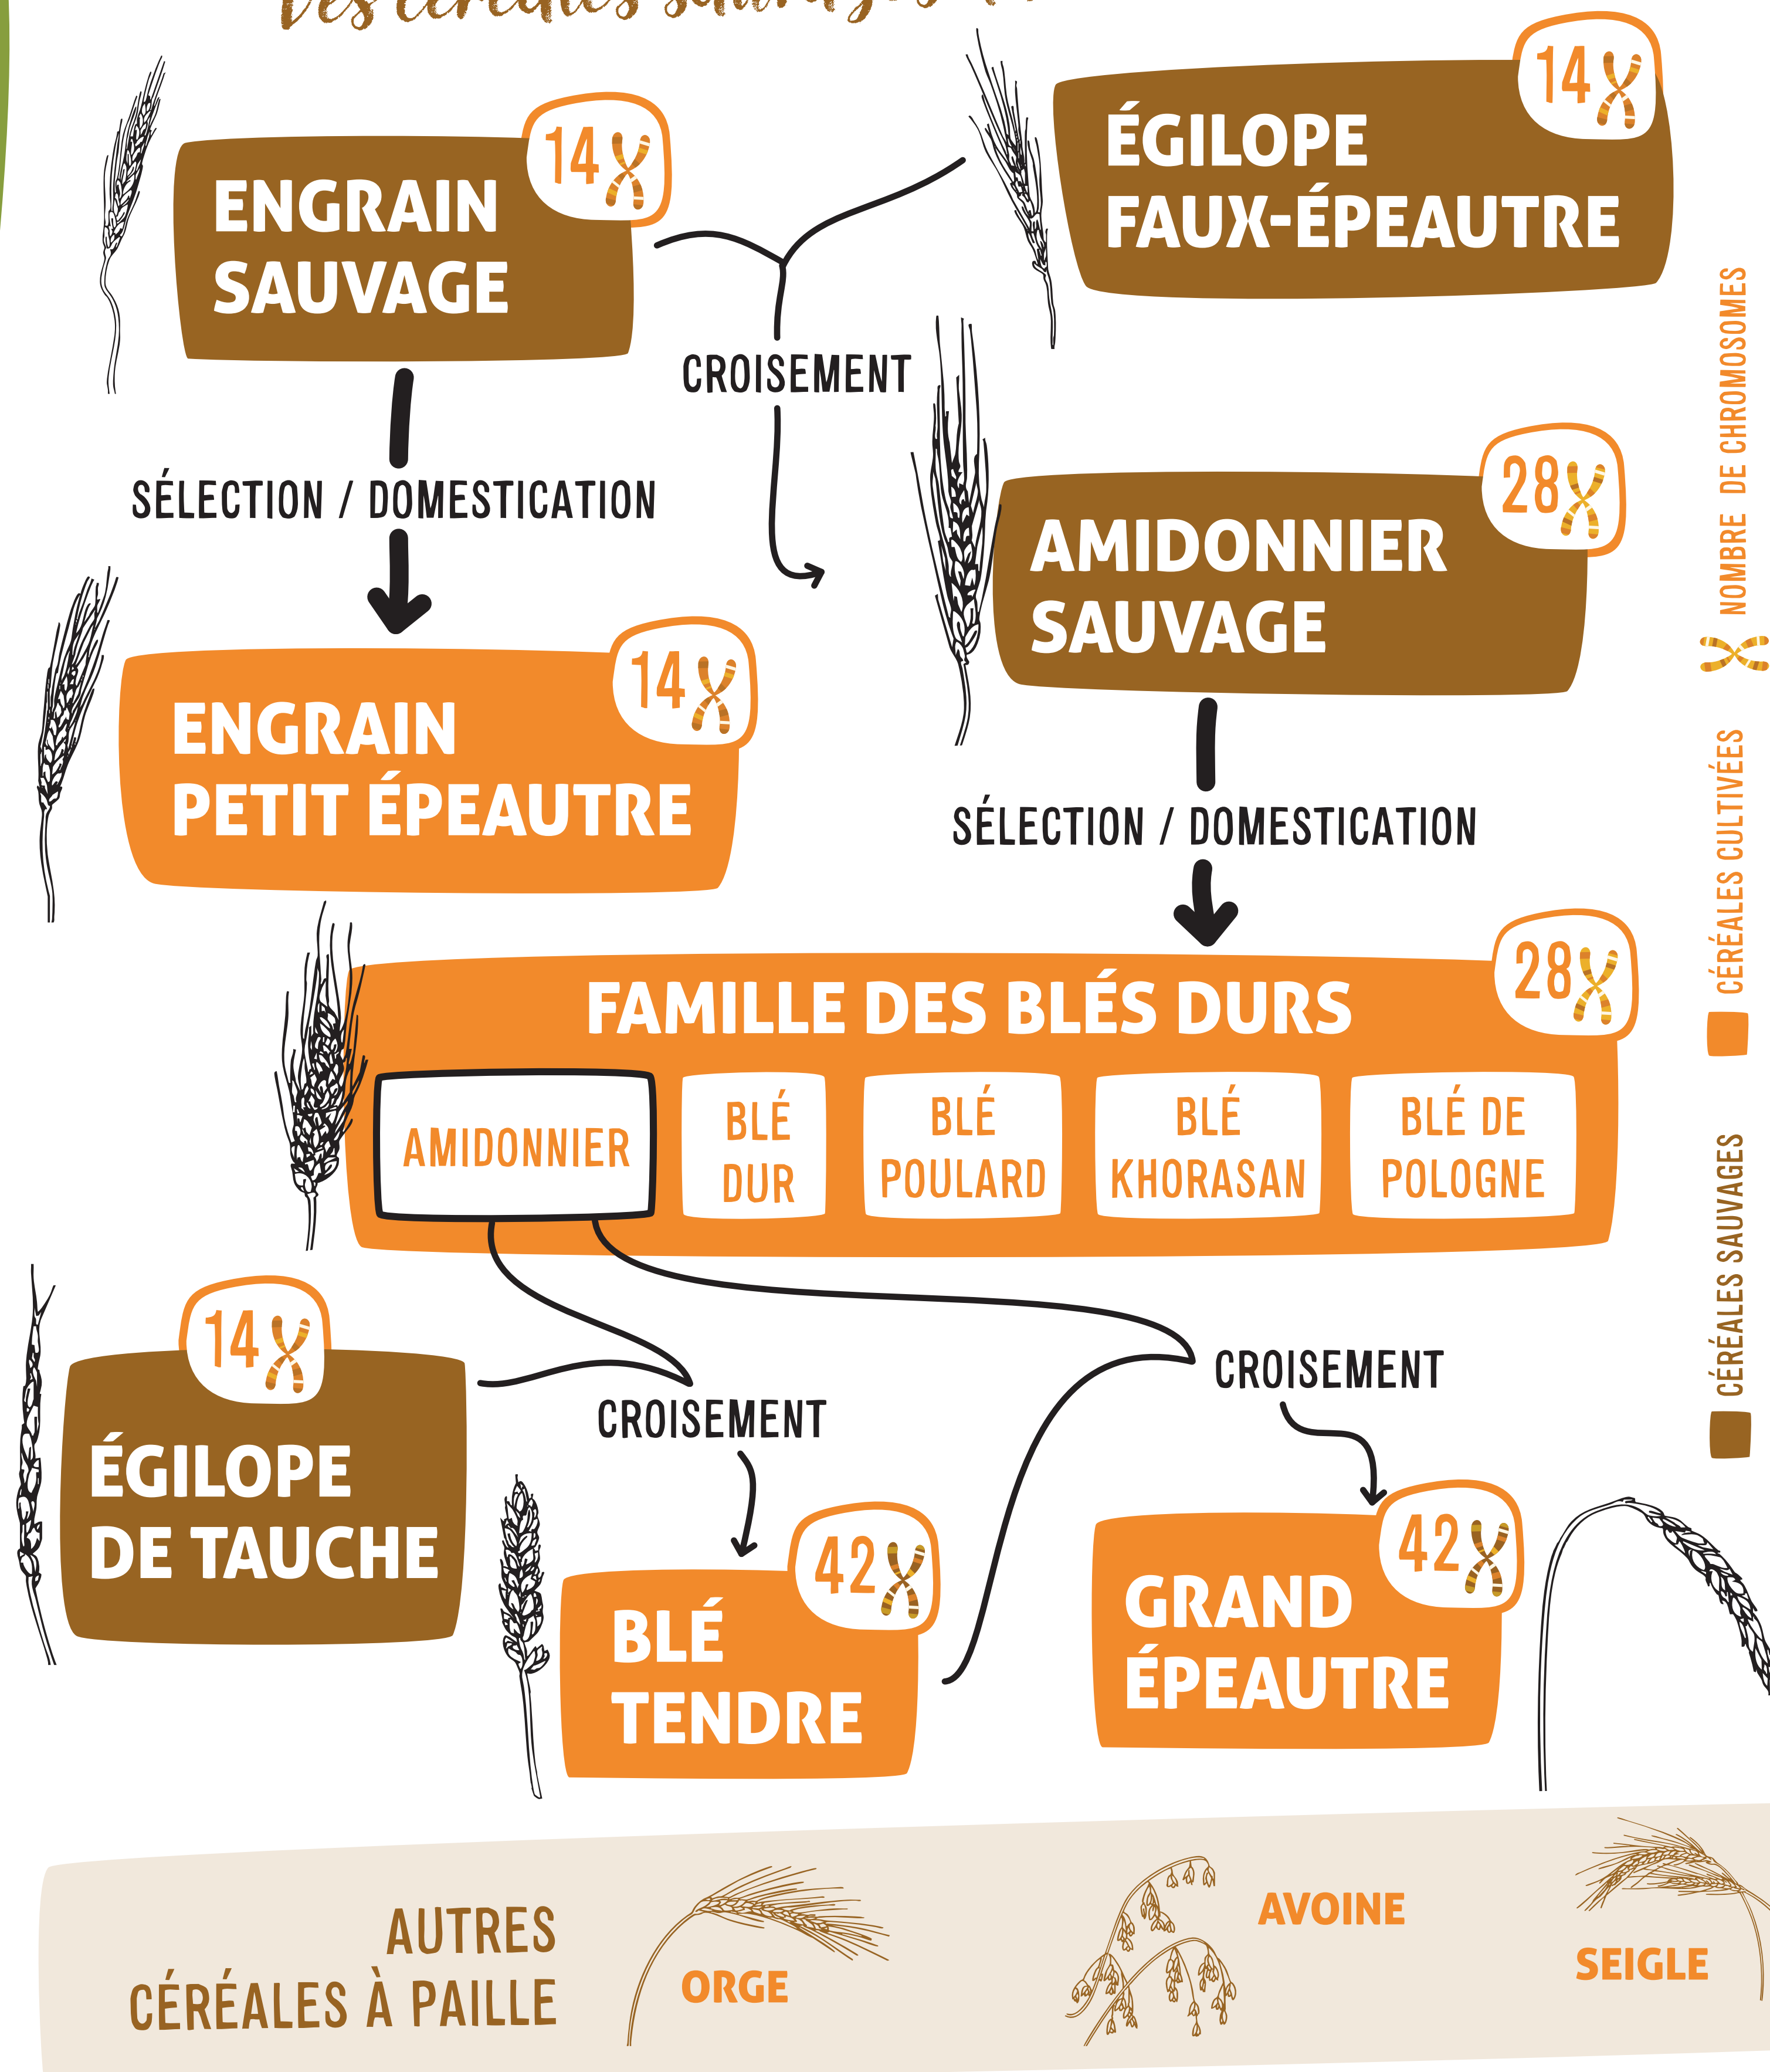 Des céréales
14
ENGRAIN
SAUVAGE
14
ÉGILOPE
FAUX-ÉPEAUTRE
CROISEMENT
SÉLECTION / DOMESTICATION
28
AMIDONNIER
SAUVAGE
14
ENGRAIN
PETIT ÉPEAUTRE
SÉLECTION / DOMESTICATION
28
FAMILLE DES BLÉS DURS
AMIDONNIER
BLÉ
DUR
BLÉ
POULARD
BLÉ
KHORASAN
BLÉ DE
POLOGNE
14
ÉGILOPE
DE TAUCHE
CROISEMENT
CROISEMENT
42
BLÉ
TENDRE
42
GRAND
ÉPEAUTRE
NOMBRE DE CHROMOSOMES
CÉRÉALES CULTIVÉES
CÉRÉALES SAUVAGES
AUTRES
CÉRÉALES À PAILLE
ORGE
AVOINE
SEIGLE